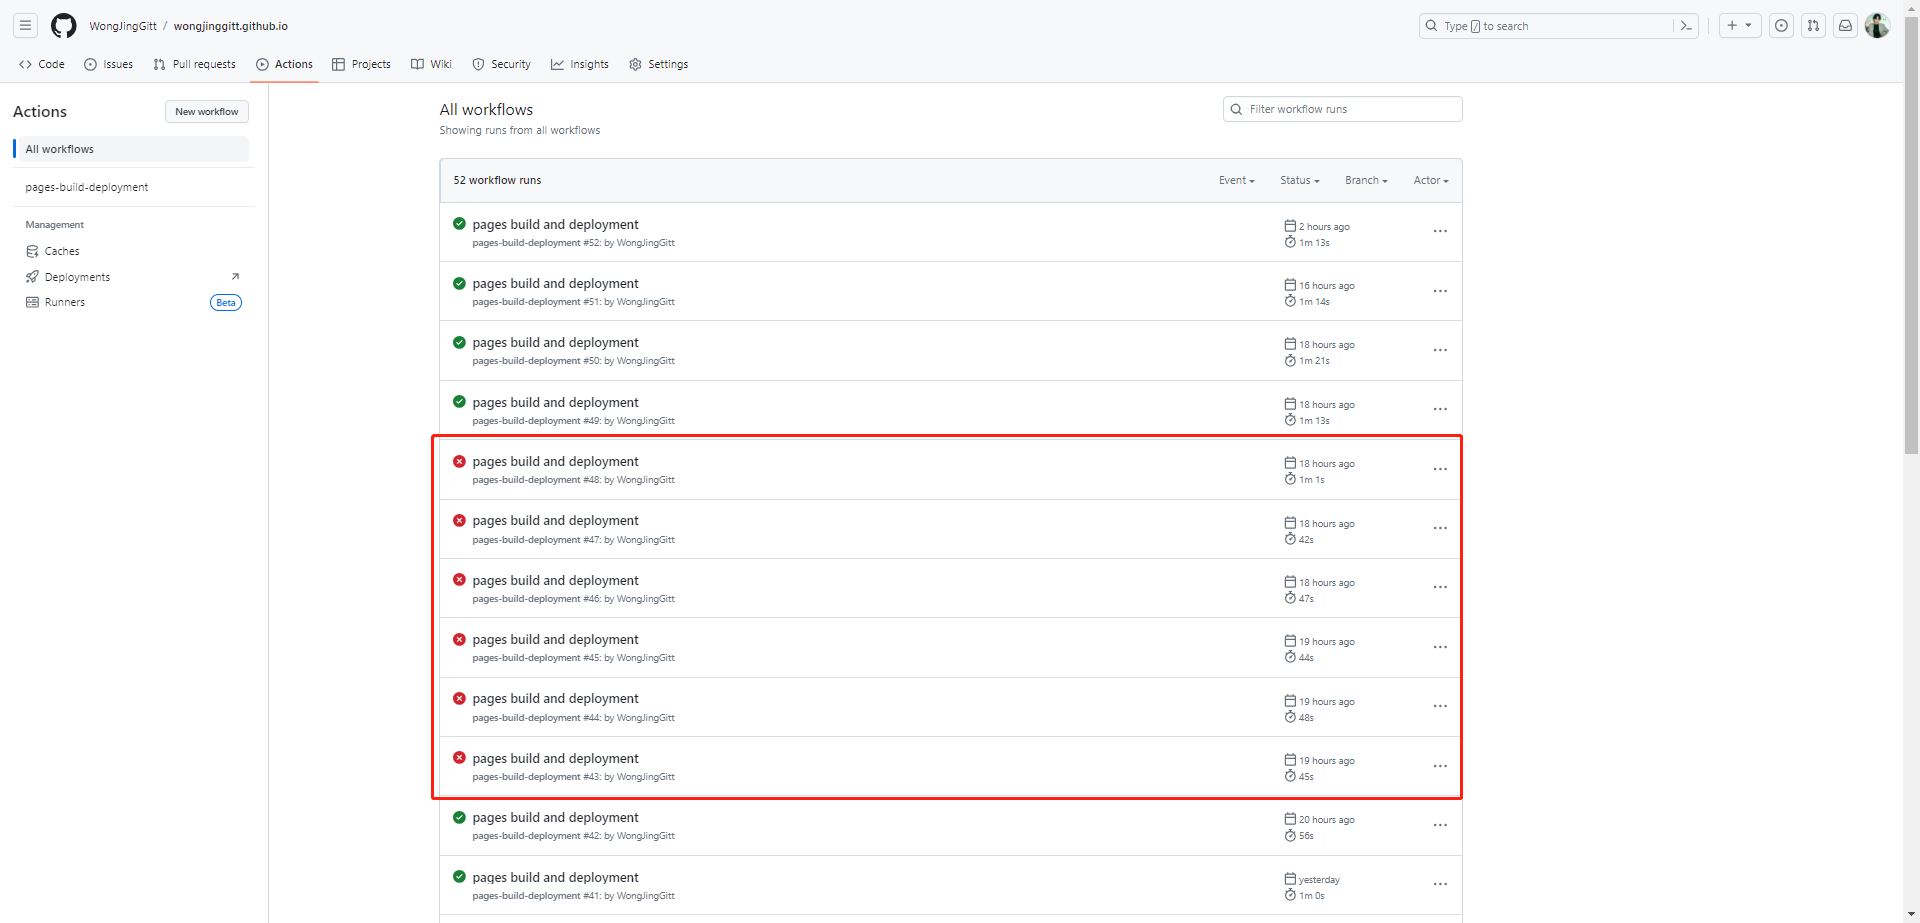 WongJingGitt / wongjinggitt.github.io
Type / to search
Code
Issues
Pull requests
Actions
Projects
Wiki
Security
Insights
Settings
Actions
New workflow
All workflows
pages-build-deployment
Management
Caches
Deployments
Runners
Beta
All workflows
Showing runs from all workflows
Filter workflow runs
52 workflow runs
Event
Status
Branch
Actor
pages build and deployment
pages-build-deployment #52: by WongJingGitt
2 hours ago
1m 13s
pages build and deployment
pages-build-deployment #51: by WongJingGitt
16 hours ago
1m 14s
pages build and deployment
pages-build-deployment #50: by WongJingGitt
18 hours ago
1m 21s
pages build and deployment
pages-build-deployment #49: by WongJingGitt
18 hours ago
1m 13s
pages build and deployment
pages-build-deployment #48: by WongJingGitt
18 hours ago
1m 1s
pages build and deployment
pages-build-deployment #47: by WongJingGitt
18 hours ago
42s
pages build and deployment
pages-build-deployment #46: by WongJingGitt
18 hours ago
47s
pages build and deployment
pages-build-deployment #45: by WongJingGitt
19 hours ago
44s
pages build and deployment
pages-build-deployment #44: by WongJingGitt
19 hours ago
48s
pages build and deployment
pages-build-deployment #43: by WongJingGitt
19 hours ago
45s
pages build and deployment
pages-build-deployment #42: by WongJingGitt
20 hours ago
56s
pages build and deployment
pages-build-deployment #41: by WongJingGitt
yesterday
1m 0s